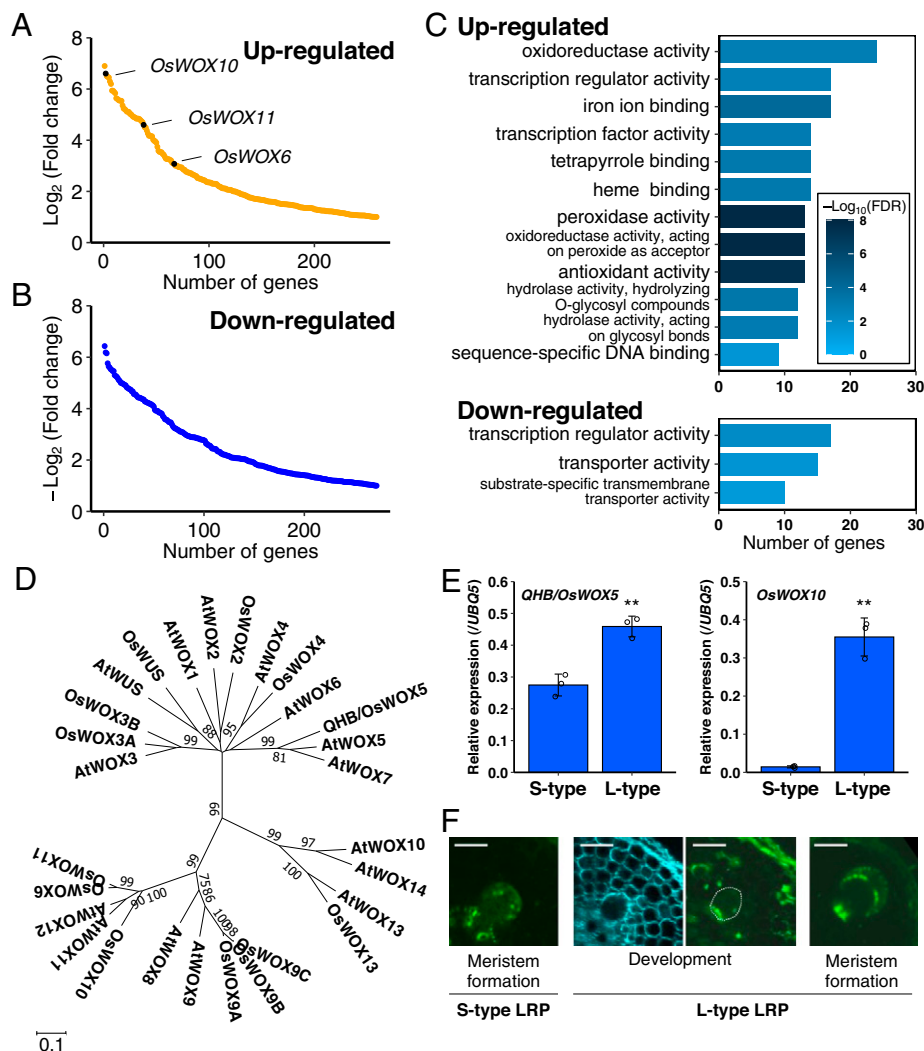 A
Up-regulated
8
6
4
2
0
Log2 (Fold change)
OsWOX10
OsWOX11
OsWOX6
0
100
200
Number of genes
B
Down-regulated
8
6
4
2
0
−Log2 (Fold change)
0
100
200
Number of genes
C
Up-regulated
oxidoreductase activity
transcription regulator activity
iron ion binding
transcription factor activity
tetrapyrrole binding
heme binding
peroxidase activity
oxidoreductase activity, acting
on peroxide as acceptor
antioxidant activity
hydrolase activity, hydrolyzing
O-glycosyl compounds
hydrolase activity, acting
on glycosyl bonds
sequence-specific DNA binding
−Log10(FDR)
8
6
4
2
0
0
10
20
30
Down-regulated
transcription regulator activity
transporter activity
substrate-specific transmembrane
transporter activity
0
10
20
30
Number of genes
D
AtWOX3
OsWOX3A
OsWOX3B
AtWUS
OsWUS
AtWOX1
AtWOX2
OsWOX2
AtWOX4
OsWOX4
AtWOX6
QHB/OsWOX5
AtWOX5
AtWOX7
99
88
95
99
81
66
99
97
100
AtWOX10
AtWOX14
AtWOX13
OsWOX13
99
7586
100
98
OsWOX9C
OsWOX9B
OsWOX9A
AtWOX9
AtWOX8
99
90
100
OsWOX10
AtWOX11
AtWOX12
OsWOX6
OsWOX11
0.1
E
QHB/OsWOX5
**
Relative expression (/UBQ5)
0.6
0.5
0.4
0.3
0.2
0.1
0.0
S-type
L-type
OsWOX10
**
Relative expression (/UBQ5)
0.5
0.4
0.3
0.2
0.1
0.0
S-type
L-type
F
Meristem
formation
Development
Meristem
formation
S-type LRP
L-type LRP